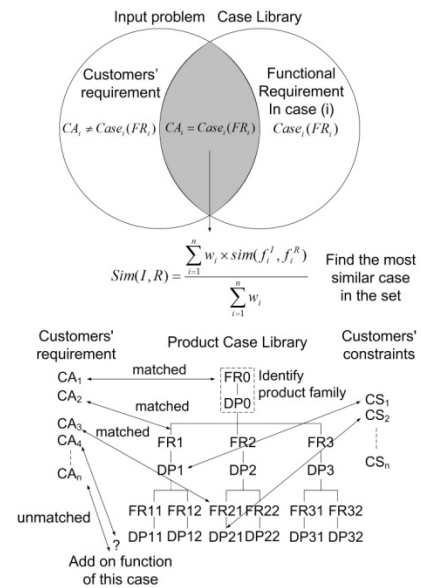 Input problem
Case Library
Customers'
requirement
Functional
Requirement
In case (i)
CA_i ≠ Case_i(FR_i)
CA_i = Case_i(FR_i)
Case_i(FR_i)
Sim(I, R) = \frac{\sum_{i=1}^{n} w_i × sim(f_i^I, f_i^R)}{\sum_{i=1}^{n} w_i}
Find the most
similar case
in the set
Customers'
requirement
Product Case Library
Customers'
constraints
CA₁
matched
FR0
Identify
DP0
product family
CA₂
matched
CS₁
CS₂
CA₃
matched
CA₄
FR1
FR2
FR3
DP1
DP2
DP3
CSₙ
CAₙ
FR11 FR12 FR21 FR22 FR31 FR32
unmatched
DP11 DP12 DP21 DP22 DP31 DP32
?
Add on function
of this case